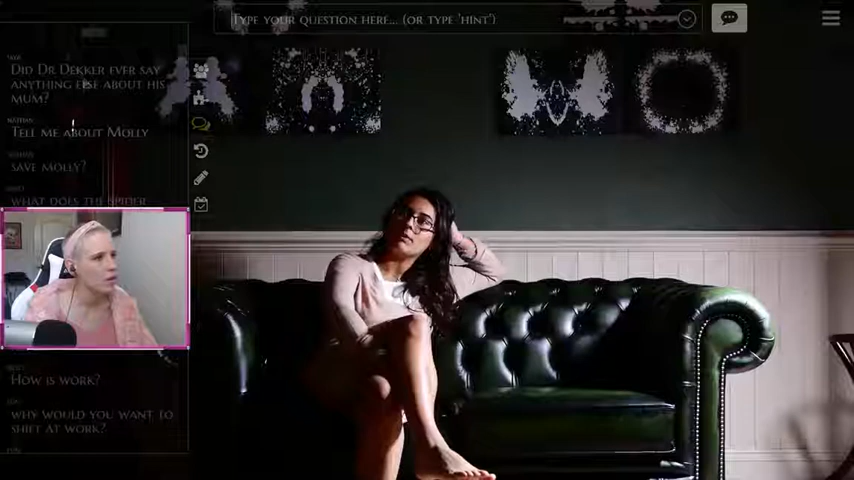 Type your question here... (or type 'hint')
Did Dr Dekker ever say
anything else about his
mum?
Tell me about Molly
save Molly?
what does the spider
How is work?
why would you want to
shift at work?